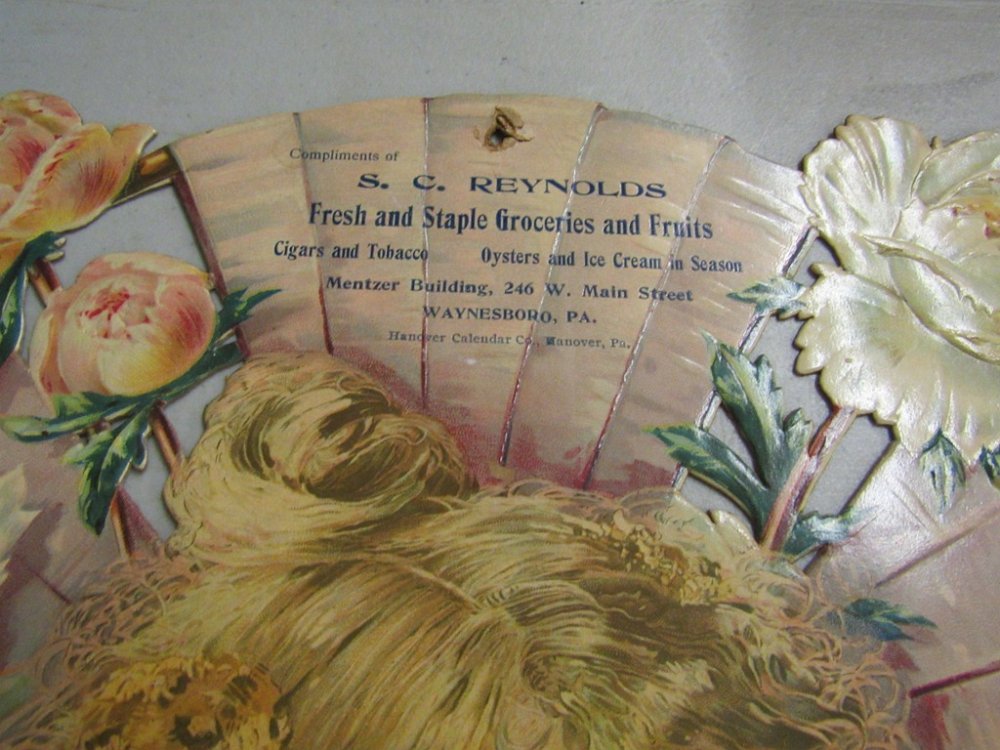 Compliments of
S. C. REYNOLDS
Fresh and Staple Groceries and Fruits
Cigars and Tobacco Oysters and Ice Cream in Season
Mentzer Building, 246 W. Main Street
WAYNESBORO, PA.
Hanover Calendar Co., Hanover, Pa.